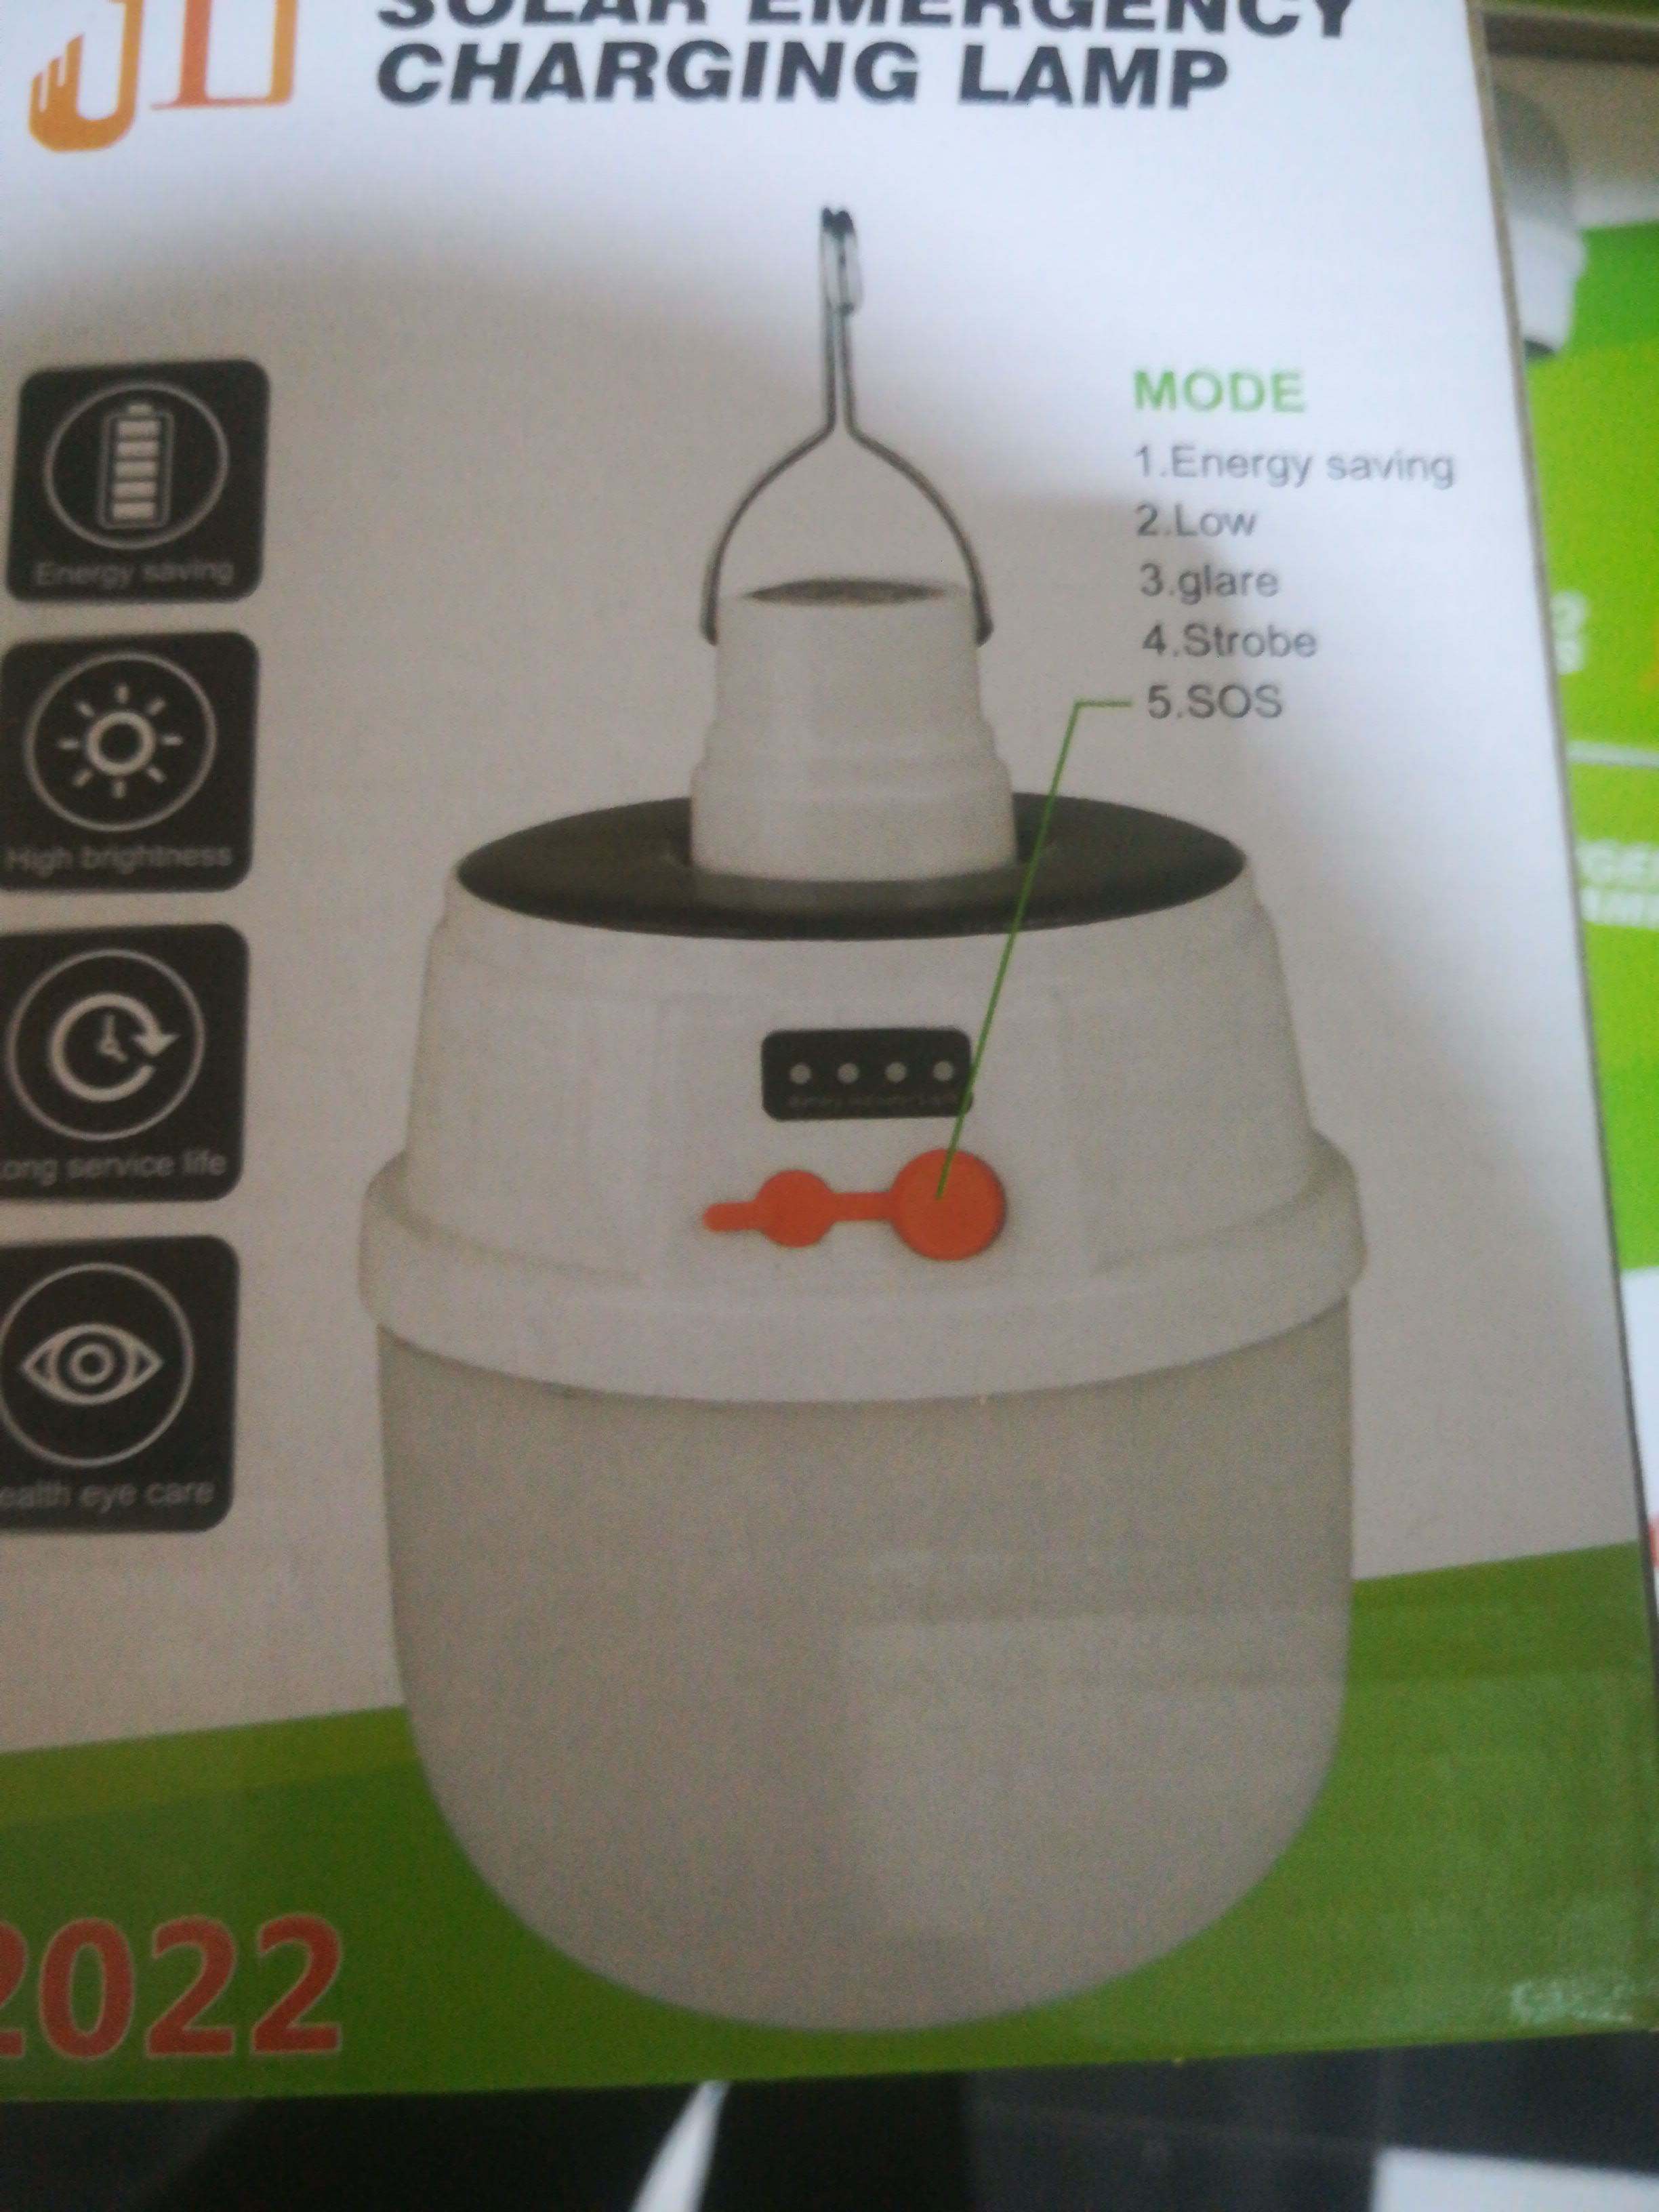 JD
SOLAR EMERGENCY
CHARGING LAMP
MODE
1.Energy saving
2.Low
3.glare
4.Strobe
5.SOS
Energy saving
High brightness
ong service life
ealth eye care
2022